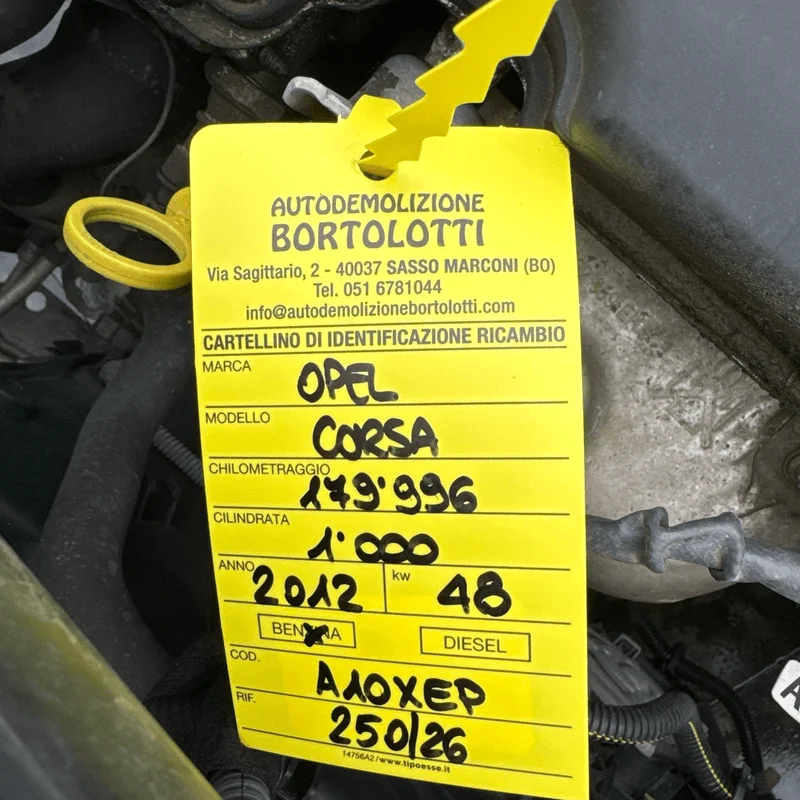 AUTODEMOLIZIONE
BORTOLOTTI
Via Sagittario, 2 - 40037 SASSO MARCONI (BO)
Tel. 051 6781044
info@autodemolizionebortolotti.com
CARTELLINO DI IDENTIFICAZIONE RICAMBIO
MARCA
OPEL
MODELLO
CORSA
CHILOMETRAGGIO
179'996
CILINDRATA
1'000
ANNO 2012 kw 48
BENZINA DIESEL
COD.
A10XEP
RIF.
250/26
14756A2/www.tipoesse.it